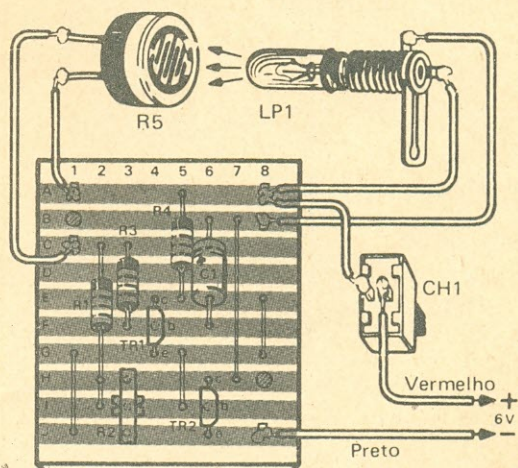 R5
LP1
1 2 3 4 5 6 7 8
A
B
C
D
E
F
G
H
I
J
R4
R3
C1
R1
c
b
TR1
e
c
b
R2
TR2
e
CH1
Vermelho
+
6V
−
Preto